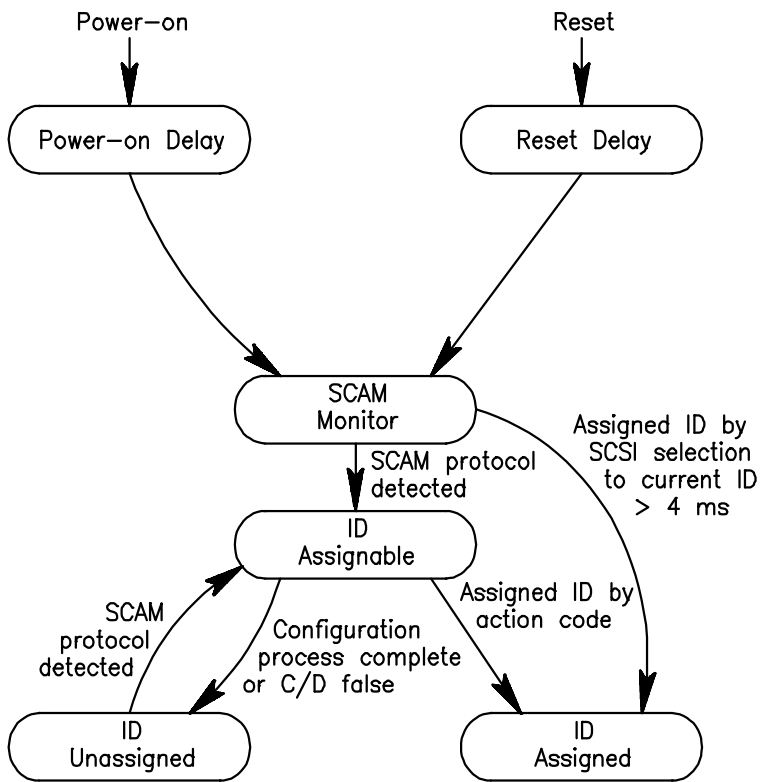 Power-on
Reset
Power-on Delay
Reset Delay
SCAM
Monitor
Assigned ID by
SCSI selection
to current ID
> 4 ms
SCAM protocol
detected
ID
Assignable
SCAM
protocol
detected
Configuration
process complete
or C/D false
Assigned ID by
action code
ID
Unassigned
ID
Assigned